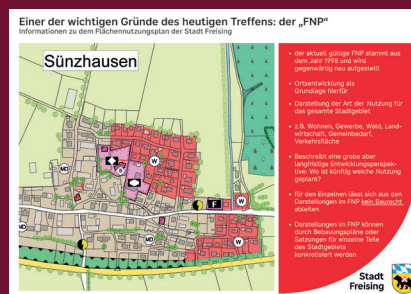 Einer der wichtigen Gründe des heutigen Treffens: der „FNP“
Informationen zu dem Flächennutzungsplan der Stadt Freising
Sünzhausen
• der aktuell gültige FNP stammt aus
dem Jahr 1998 und wird
gegenwärtig neu aufgestellt
• Ortsentwicklung als
Grundlage hierfür
• Darstellung der Art der Nutzung für
das gesamte Stadtgebiet
• z.B. Wohnen, Gewerbe, Wald, Land-
wirtschaft, Gemeinbedarf,
Verkehrsfläche
• Beschreibt eine grobe aber
langfristige Entwicklungsperspek-
tive: Wo ist künftig welche Nutzung
geplant?
• für den Einzelnen lässt sich aus den
Darstellungen im FNP kein Baurecht
ableiten
• Darstellungen im FNP können
durch Bebauungspläne oder
Satzungen für einzelne Teile
des Stadtgebiets
konkretisiert werden
W
W
MD
F
W
MD
W
MD
Stadt
Freising